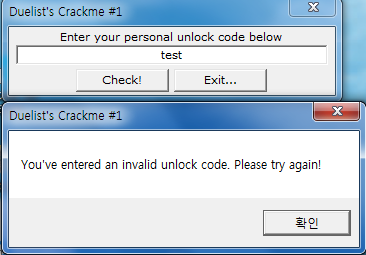 Duelist's Crackme #1
Enter your personal unlock code below
test
Check! Exit...
Duelist's Crackme #1
You've entered an invalid unlock code. Please try again!
확인